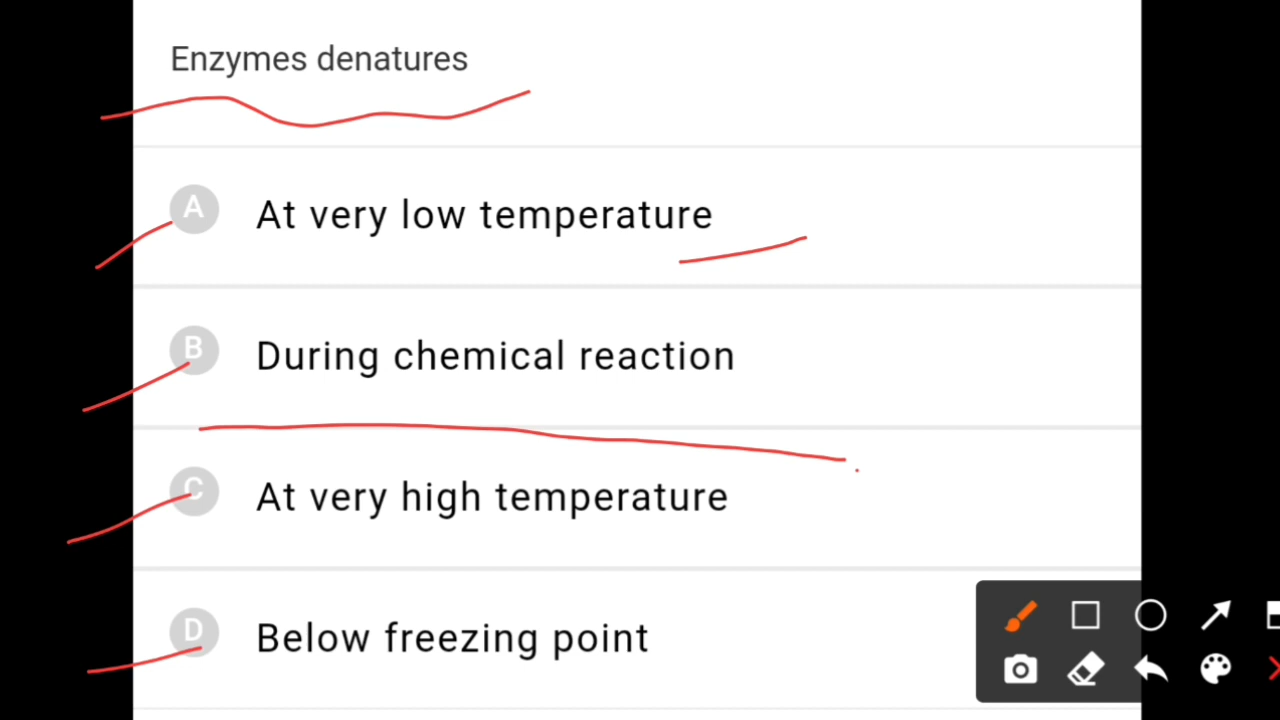 Enzymes denatures
A At very low temperature
B During chemical reaction
C At very high temperature
D Below freezing point